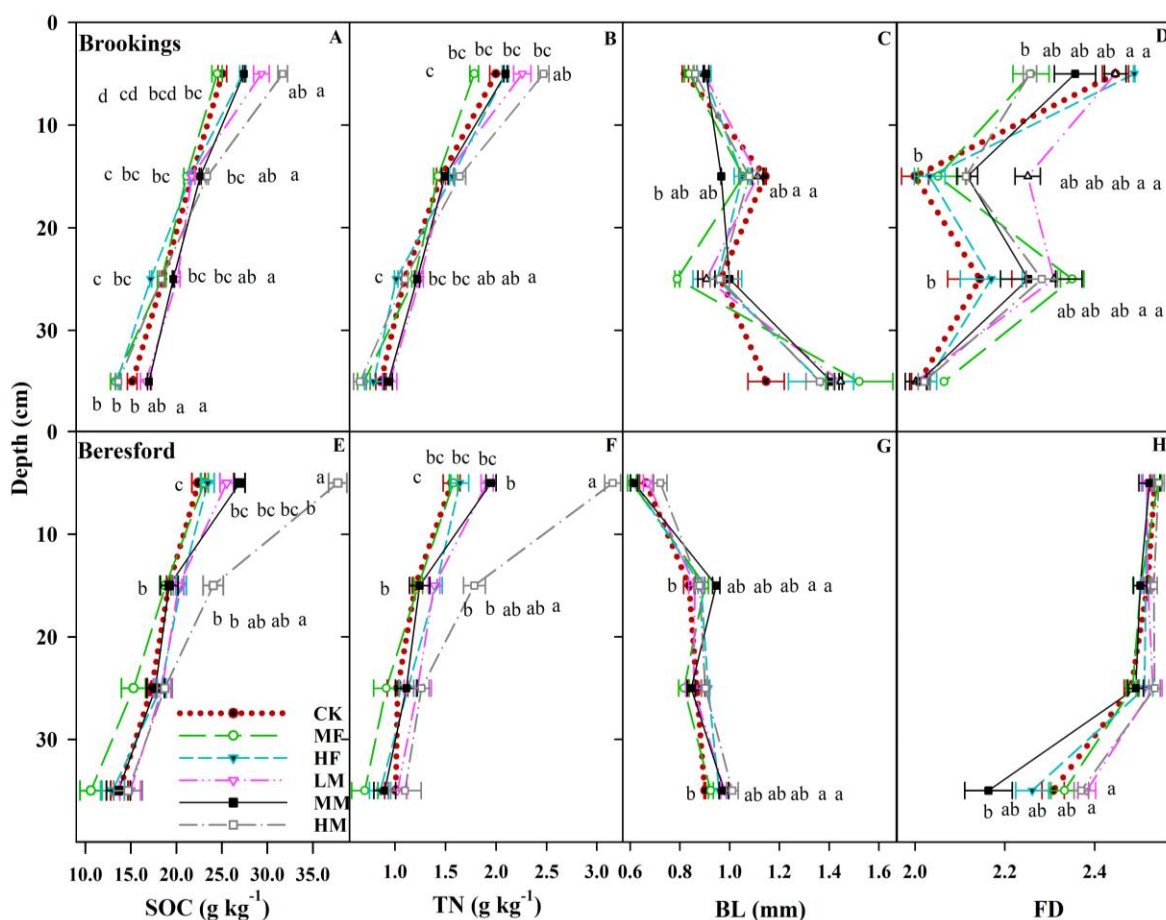 Brookings
A
B
C
D
Depth (cm)
0
10
20
30
d cd bcd bc ab a
c bc bc bc ab a
c bc bc bc ab a
b b b ab a a
c bc bc bc bc ab
c bc bc ab ab a
b ab ab ab a a
b ab ab ab a a
b ab ab ab a a
b ab ab ab a a
Beresford
E
F
G
H
Depth (cm)
0
10
20
30
c bc bc bc b a
b b b ab ab a
c bc bc bc b a
b b b ab ab a
b ab ab ab a a
b ab ab ab a a
b ab ab ab a a
CK
MF
HF
LM
MM
HM
10.0 15.0 20.0 25.0 30.0 35.0
1.0 1.5 2.0 2.5 3.0
0.6 0.8 1.0 1.2 1.4 1.6
2.0 2.2 2.4
SOC (g kg⁻¹)
TN (g kg⁻¹)
BL (mm)
FD